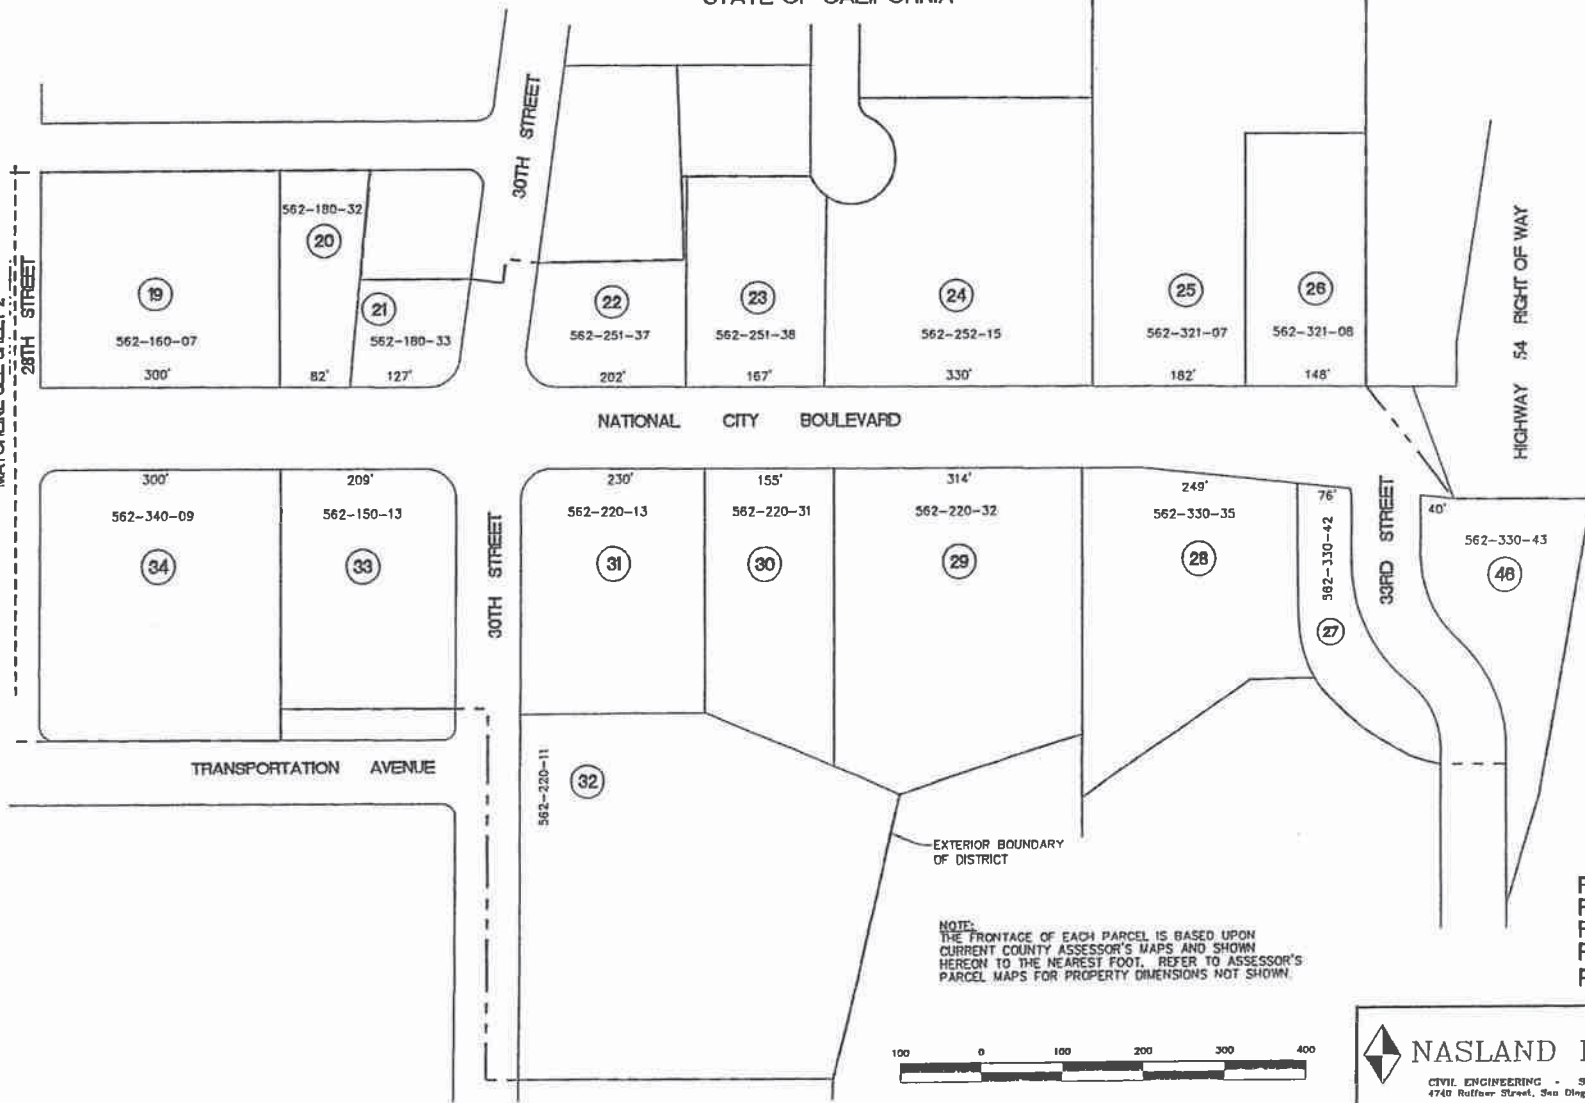 STATE OF CALIFORNIA
30TH STREET
28TH STREET
HIGHWAY 54 RIGHT OF WAY
19
562-160-07
300'
562-180-32
20
82'
21
562-180-33
127'
22
562-251-37
202'
23
562-251-38
167'
24
562-252-15
330'
25
562-321-07
182'
26
562-321-08
148'
NATIONAL CITY BOULEVARD
300'
562-340-09
34
209'
562-150-13
33
30TH STREET
230'
562-220-13
31
155'
562-220-31
30
314'
562-220-32
29
249'
562-330-35
28
76'
562-330-42
27
33RD STREET
40'
562-330-43
46
TRANSPORTATION AVENUE
562-220-11
32
EXTERIOR BOUNDARY
OF DISTRICT
NOTE:
THE FRONTAGE OF EACH PARCEL IS BASED UPON
CURRENT COUNTY ASSESSOR'S MAPS AND SHOWN
HEREON TO THE NEAREST FOOT. REFER TO ASSESSOR'S
PARCEL MAPS FOR PROPERTY DIMENSIONS NOT SHOWN.
100 0 100 200 300 400
NASLAND
CIVIL ENGINEERING - S
4740 Ruffner Street, San Dieg